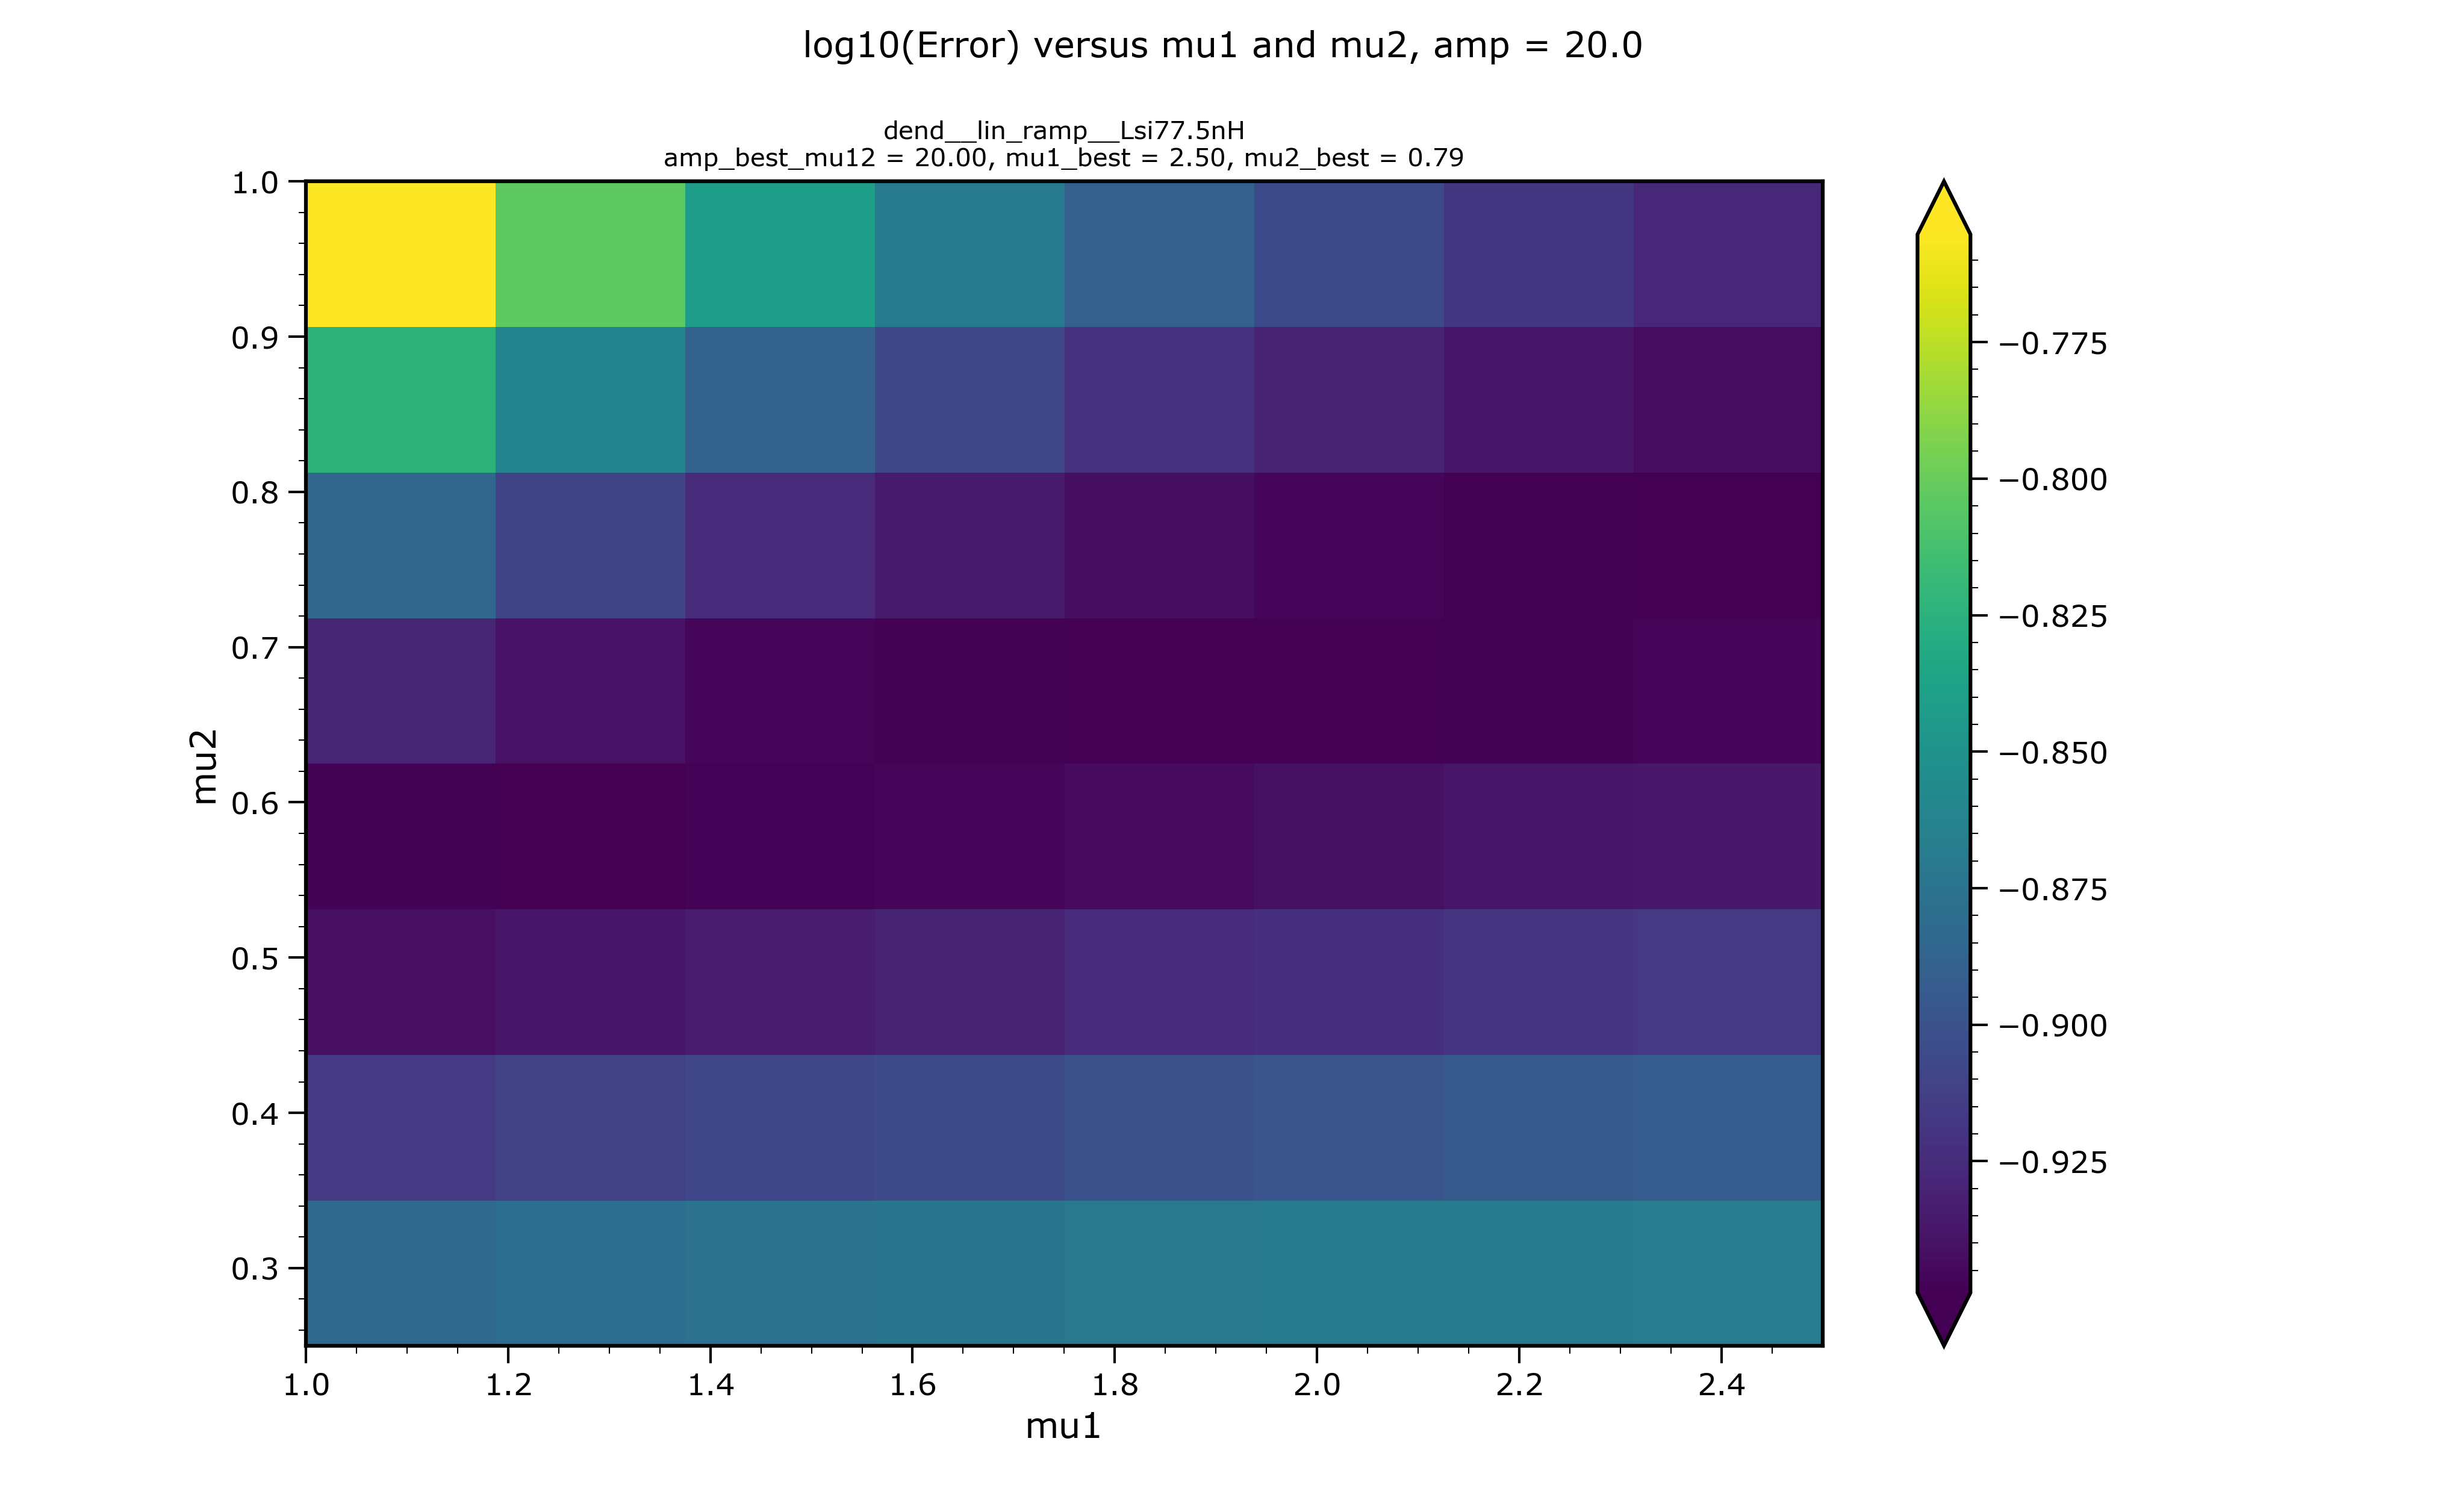 log10(Error) versus mu1 and mu2, amp = 20.0
dend__lin_ramp__Lsi77.5nH
amp_best_mu12 = 20.00, mu1_best = 2.50, mu2_best = 0.79
1.0
0.9
0.8
0.7
0.6
0.5
0.4
0.3
mu2
1.0 1.2 1.4 1.6 1.8 2.0 2.2 2.4
mu1
−0.775
−0.800
−0.825
−0.850
−0.875
−0.900
−0.925